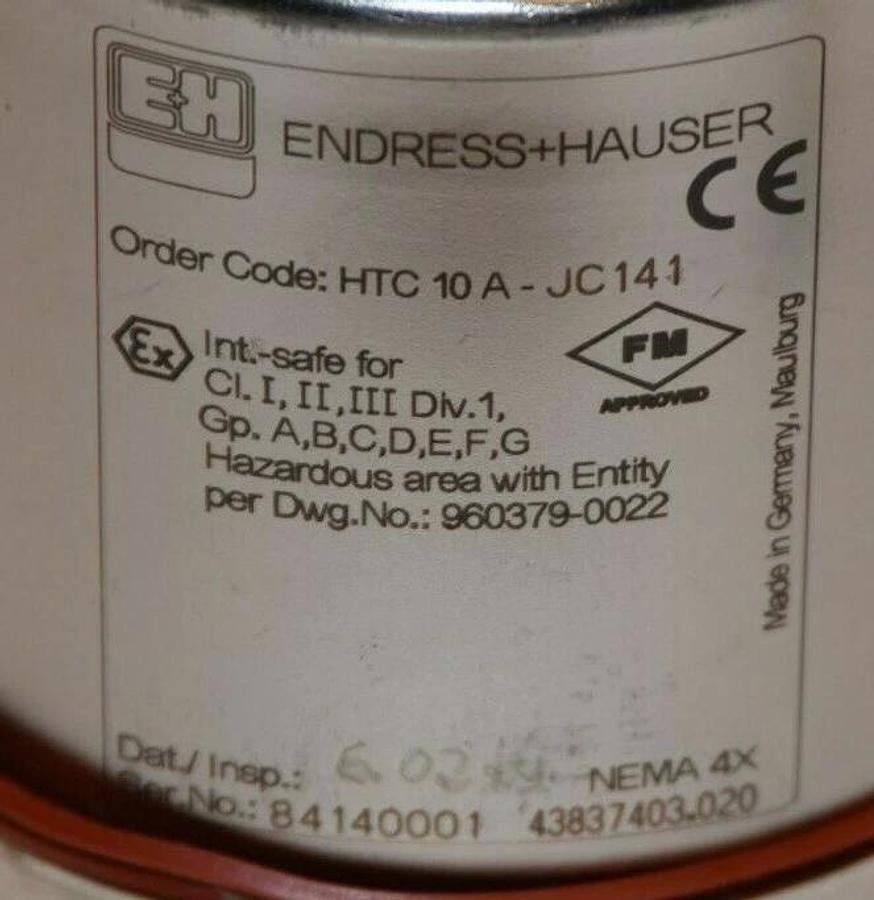 E+H
ENDRESS+HAUSER
CE
Order Code: HTC 10 A - JC141
Ex
Int.-safe for
Cl. I, II, III Div.1,
Gp. A,B,C,D,E,F,G
Hazardous area with Entity
per Dwg.No.: 960379-0022
FM
APPROVED
Made in Germany, Maulburg
Dat./ Insp.: 6.02
NEMA 4X
Ser.No.: 84140001 43837403.020